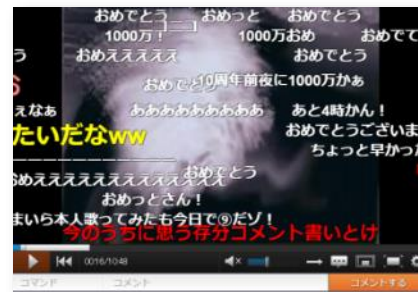 おめでとう おめっと おめでとう
1000万！ 1000万おめ おめでて
う おめえええええ おめでとう
おめでとう 10周年前夜に1000万かぁ
えなぁ ああああああああ あと4時かん！
たいだなww おめでとうございま
ちょっと早かった
おめえええええええええええ おめでとう
おめっとさん！
まいら本人歌ってみたも今日で⑨だゾ！
今のうちに思う存分コメント書いとけ
00:16/10:48
コマンド コメント コメントする